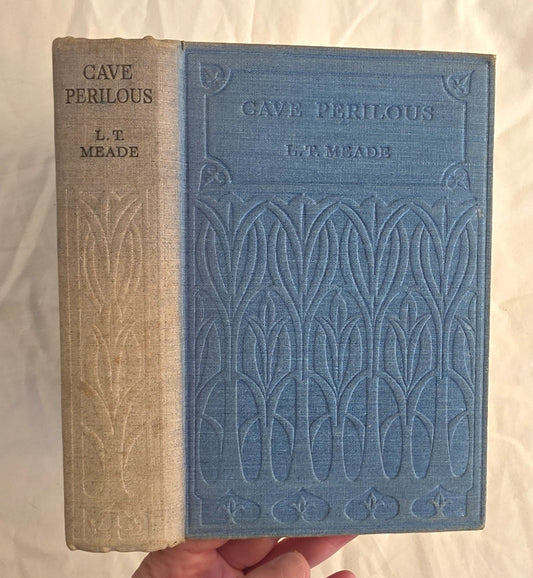 CAVE
PERILOUS
L.T.
MEADE
CAVE PERILOUS
L.T. MEADE